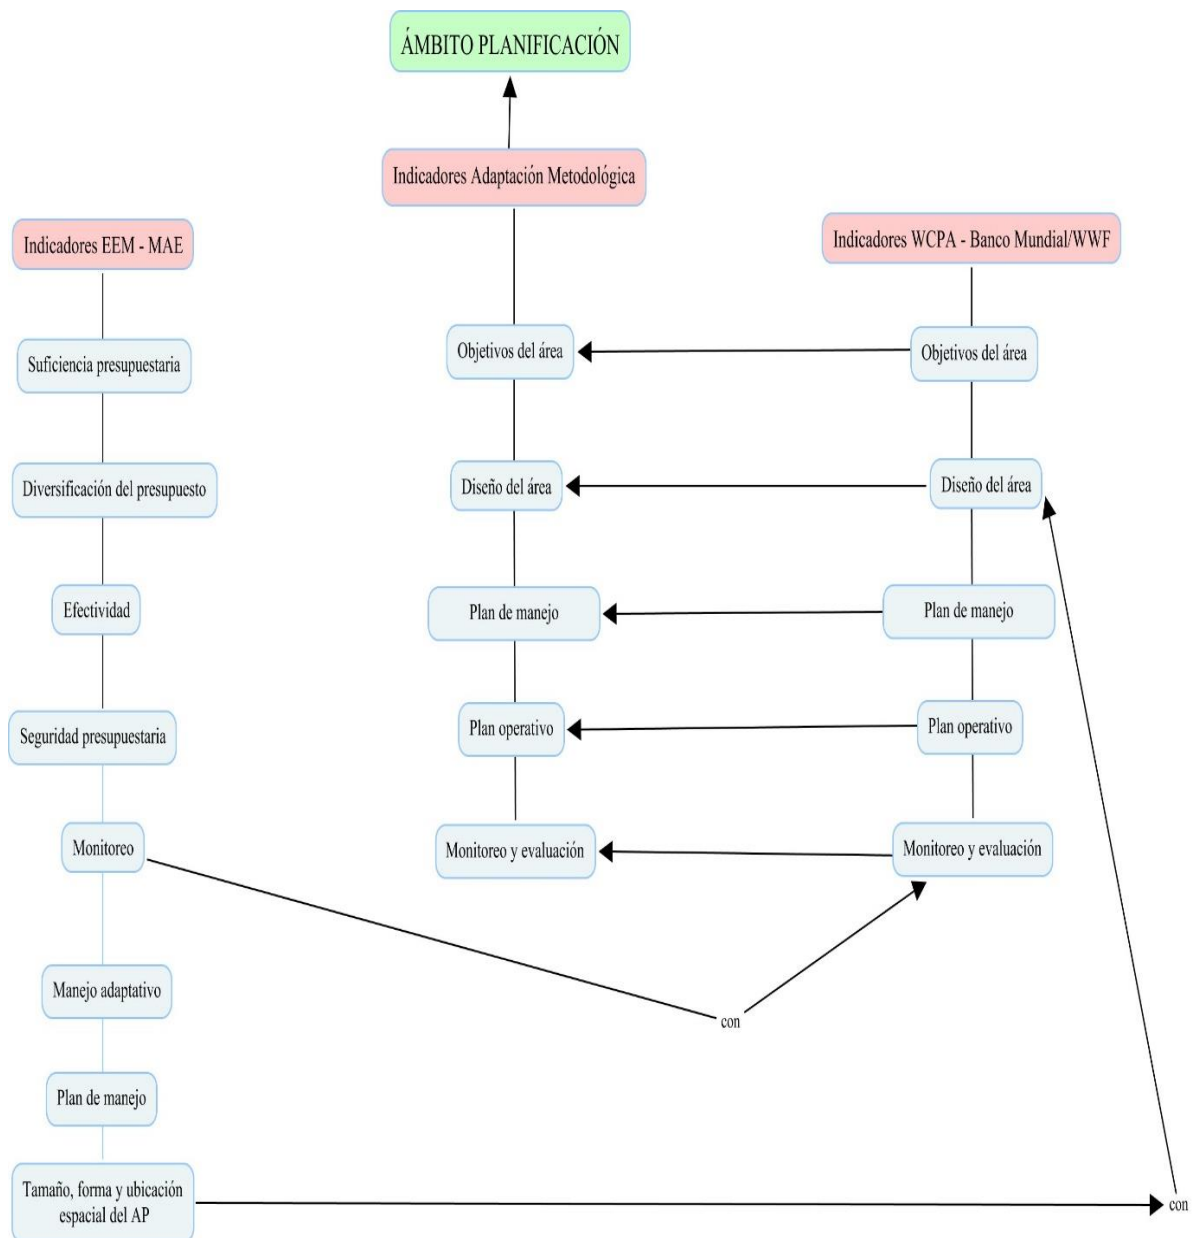 ÁMBITO PLANIFICACIÓN
Indicadores Adaptación Metodológica
Indicadores EEM - MAE
Indicadores WCPA - Banco Mundial/WWF
Suficiencia presupuestaria
Objetivos del área
Objetivos del área
Diversificación del presupuesto
Diseño del área
Diseño del área
Efectividad
Plan de manejo
Plan de manejo
Seguridad presupuestaria
Plan operativo
Plan operativo
Monitoreo
Monitoreo y evaluación
Monitoreo y evaluación
Manejo adaptativo
con
Plan de manejo
Tamaño, forma y ubicación
espacial del AP
con